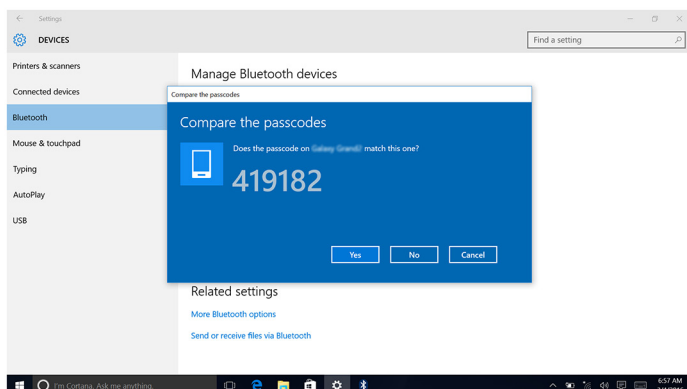 Settings
DEVICES
Find a setting
Printers & scanners
Connected devices
Bluetooth
Mouse & touchpad
Typing
AutoPlay
USB
Manage Bluetooth devices
Compare the passcodes
Compare the passcodes
Does the passcode on Galaxy Grand2 match this one?
419182
Yes No Cancel
Related settings
More Bluetooth options
Send or receive files via Bluetooth
I'm Cortana. Ask me anything.
6:57 AM